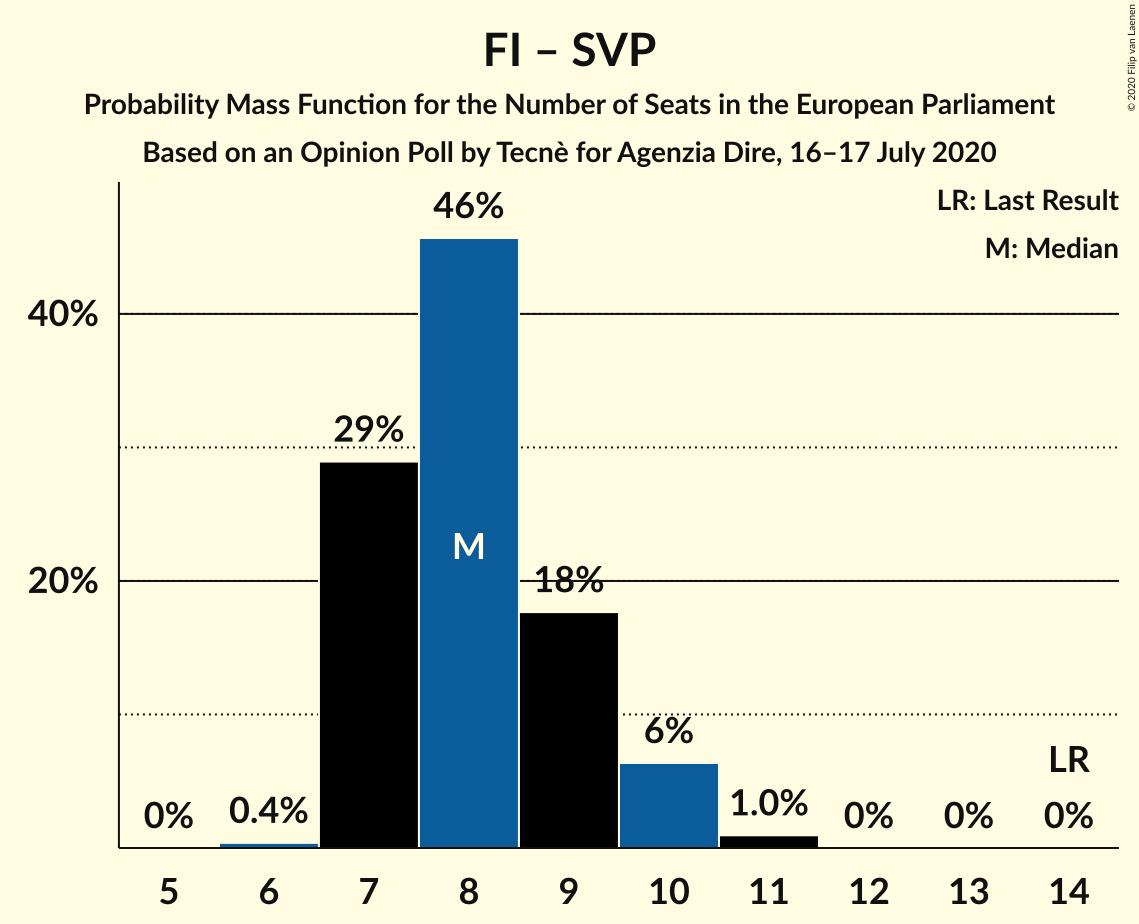 FI – SVP
Probability Mass Function for the Number of Seats in the European Parliament
Based on an Opinion Poll by Tecnè for Agenzia Dire, 16–17 July 2020
© 2020 Filip van Laenen
LR: Last Result
M: Median
46%
40%
29%
M
20%
18%
6%
LR
0%
0.4%
1.0%
0%
0%
0%
5 6 7 8 9 10 11 12 13 14